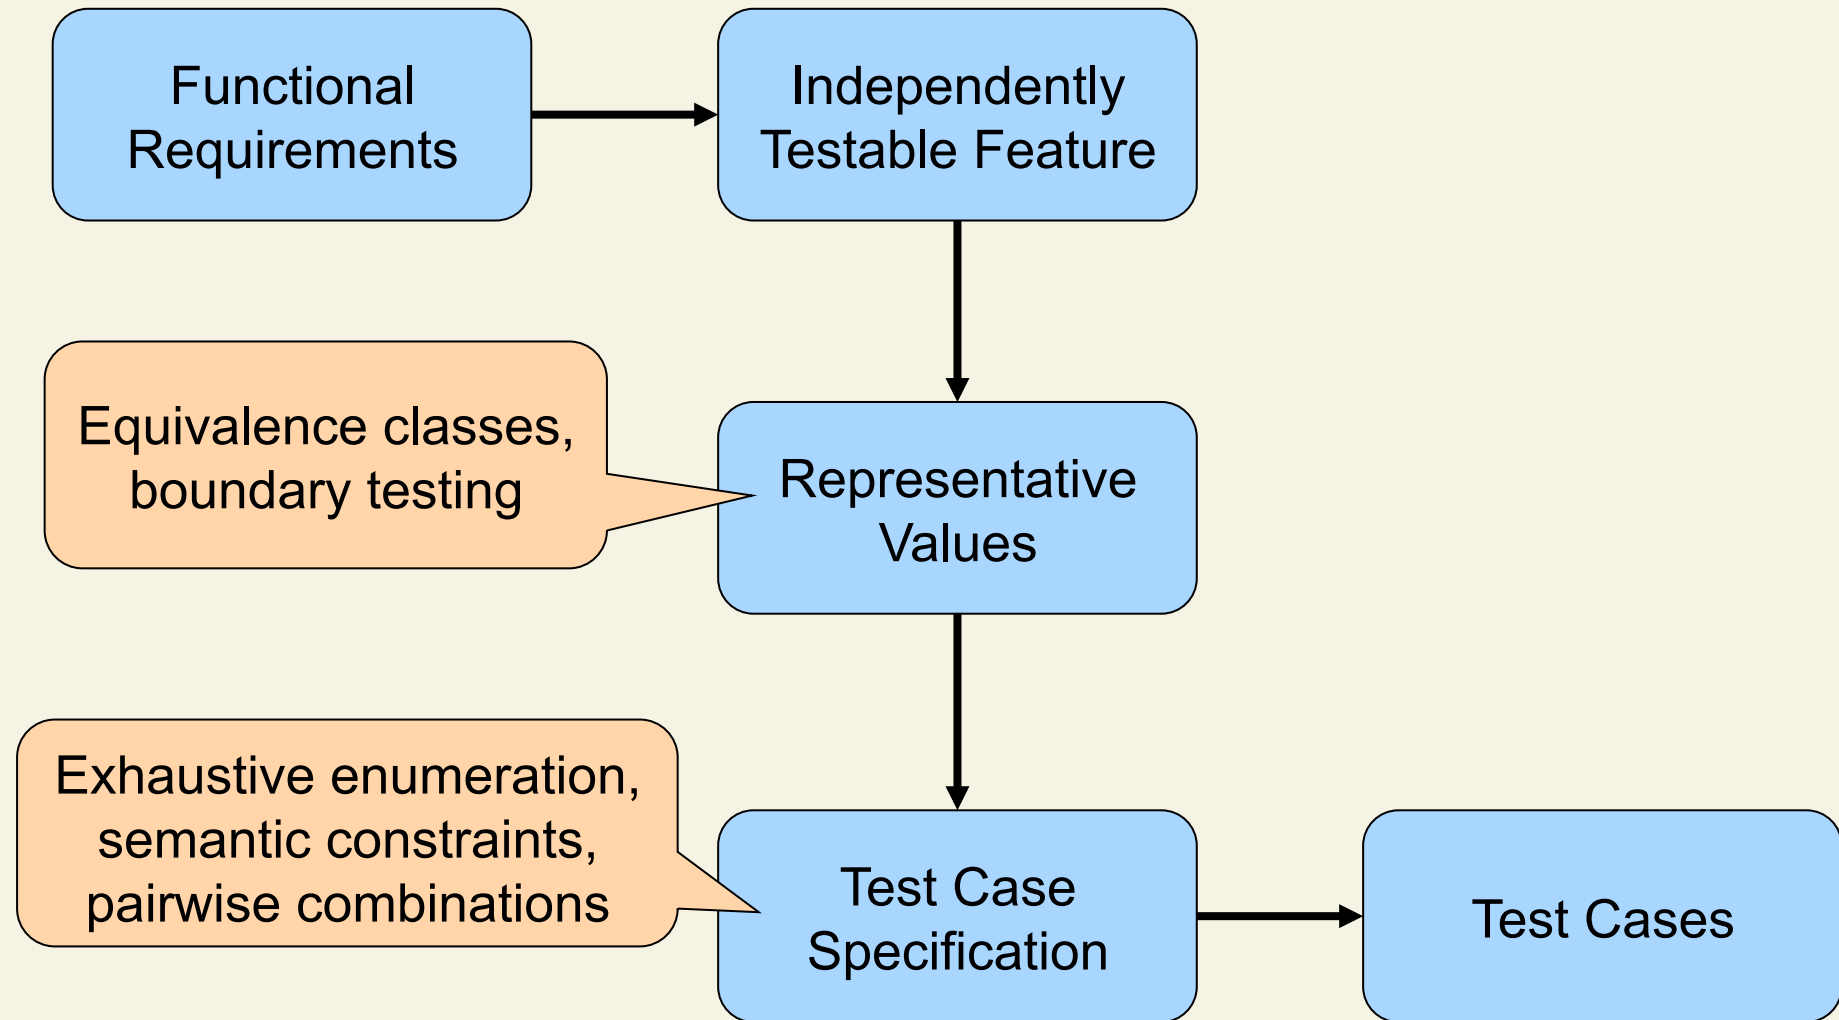 Functional
Requirements
Independently
Testable Feature
Equivalence classes,
boundary testing
Representative
Values
Exhaustive enumeration,
semantic constraints,
pairwise combinations
Test Case
Specification
Test Cases